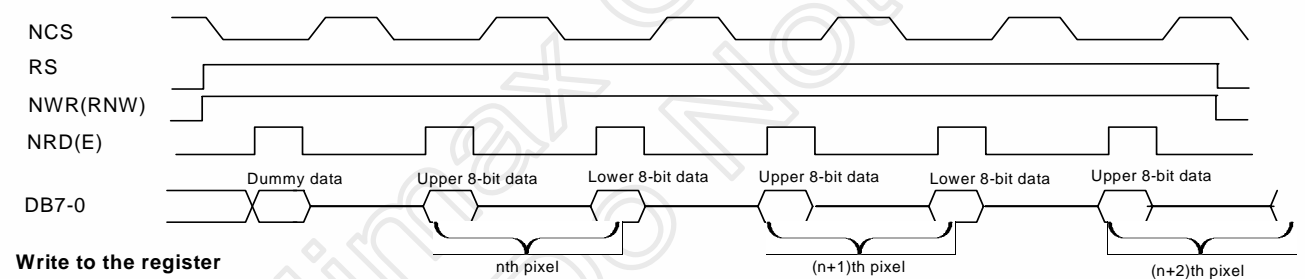 NCS
RS
NWR(RNW)
NRD(E)
Dummy data Upper 8-bit data Lower 8-bit data Upper 8-bit data Lower 8-bit data Upper 8-bit data
DB7-0
Write to the register
nth pixel (n+1)th pixel (n+2)th pixel